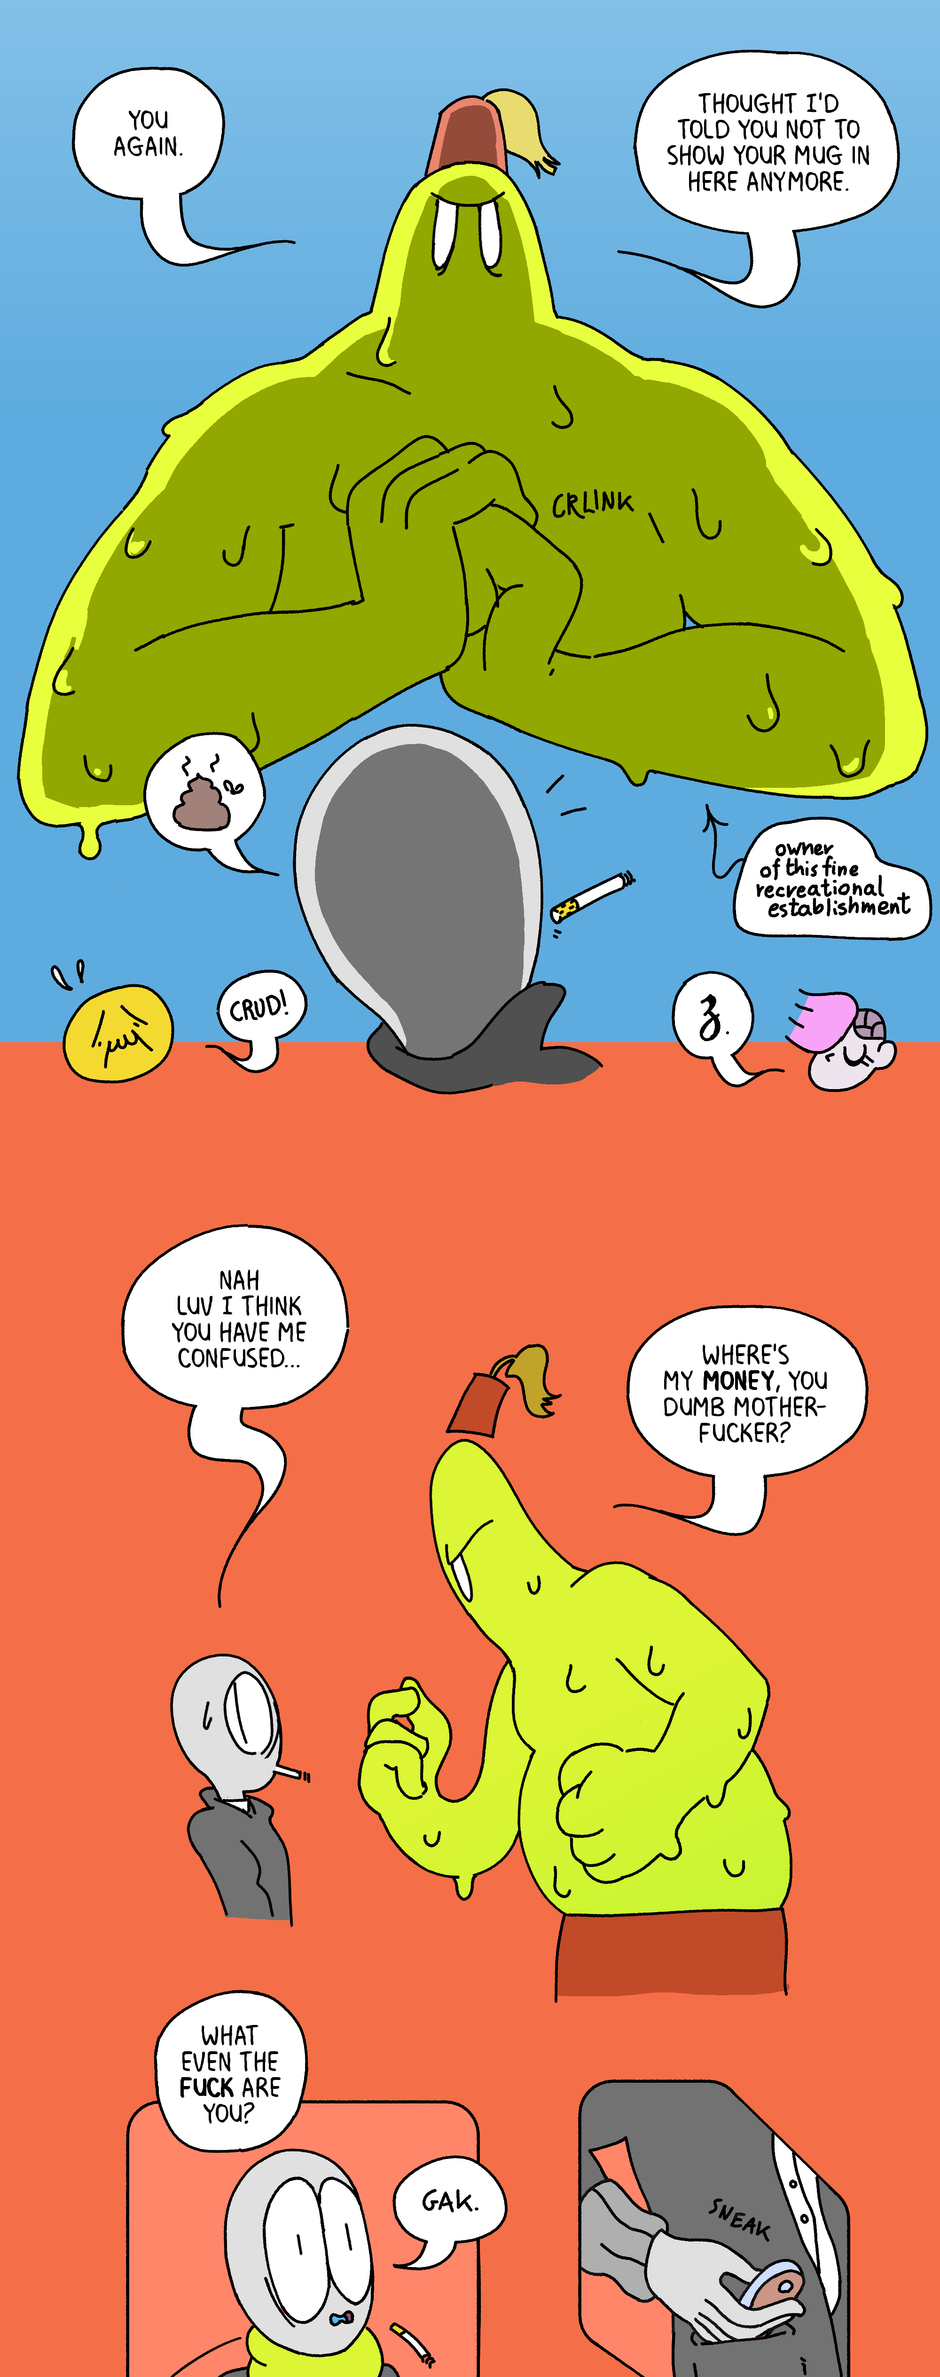 YOU
AGAIN.
THOUGHT I'D
TOLD YOU NOT TO
SHOW YOUR MUG IN
HERE ANYMORE.
CRLINK
owner
of this fine
recreational
establishment
CRUD!
z.
NAH
LUV I THINK
YOU HAVE ME
CONFUSED...
WHERE'S
MY MONEY, YOU
DUMB MOTHER-
FUCKER?
WHAT
EVEN THE
FUCK ARE
YOU?
GAK.
SNEAK